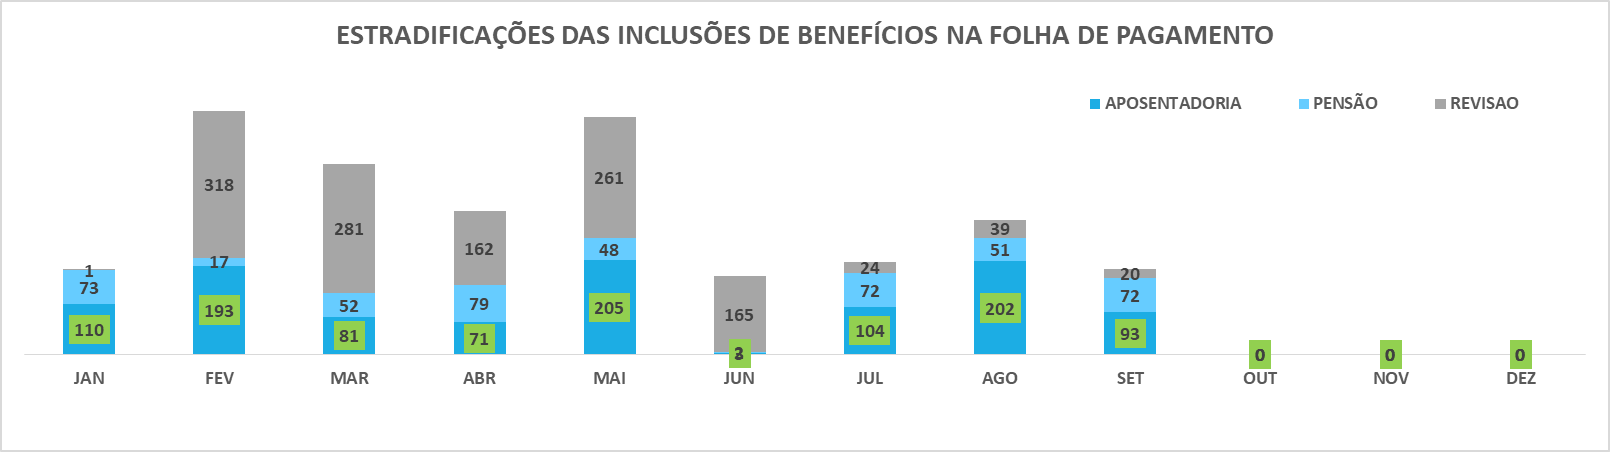 ESTRADIFICAÇÕES DAS INCLUSÕES DE BENEFÍCIOS NA FOLHA DE PAGAMENTO
APOSENTADORIA PENSÃO REVISAO
318
261
281
162
39
1 17 48 51 24 20
73 52 79 165 72 72
110 193 81 71 205 104 202 93 0 0 0
JAN FEV MAR ABR MAI JUN JUL AGO SET OUT NOV DEZ